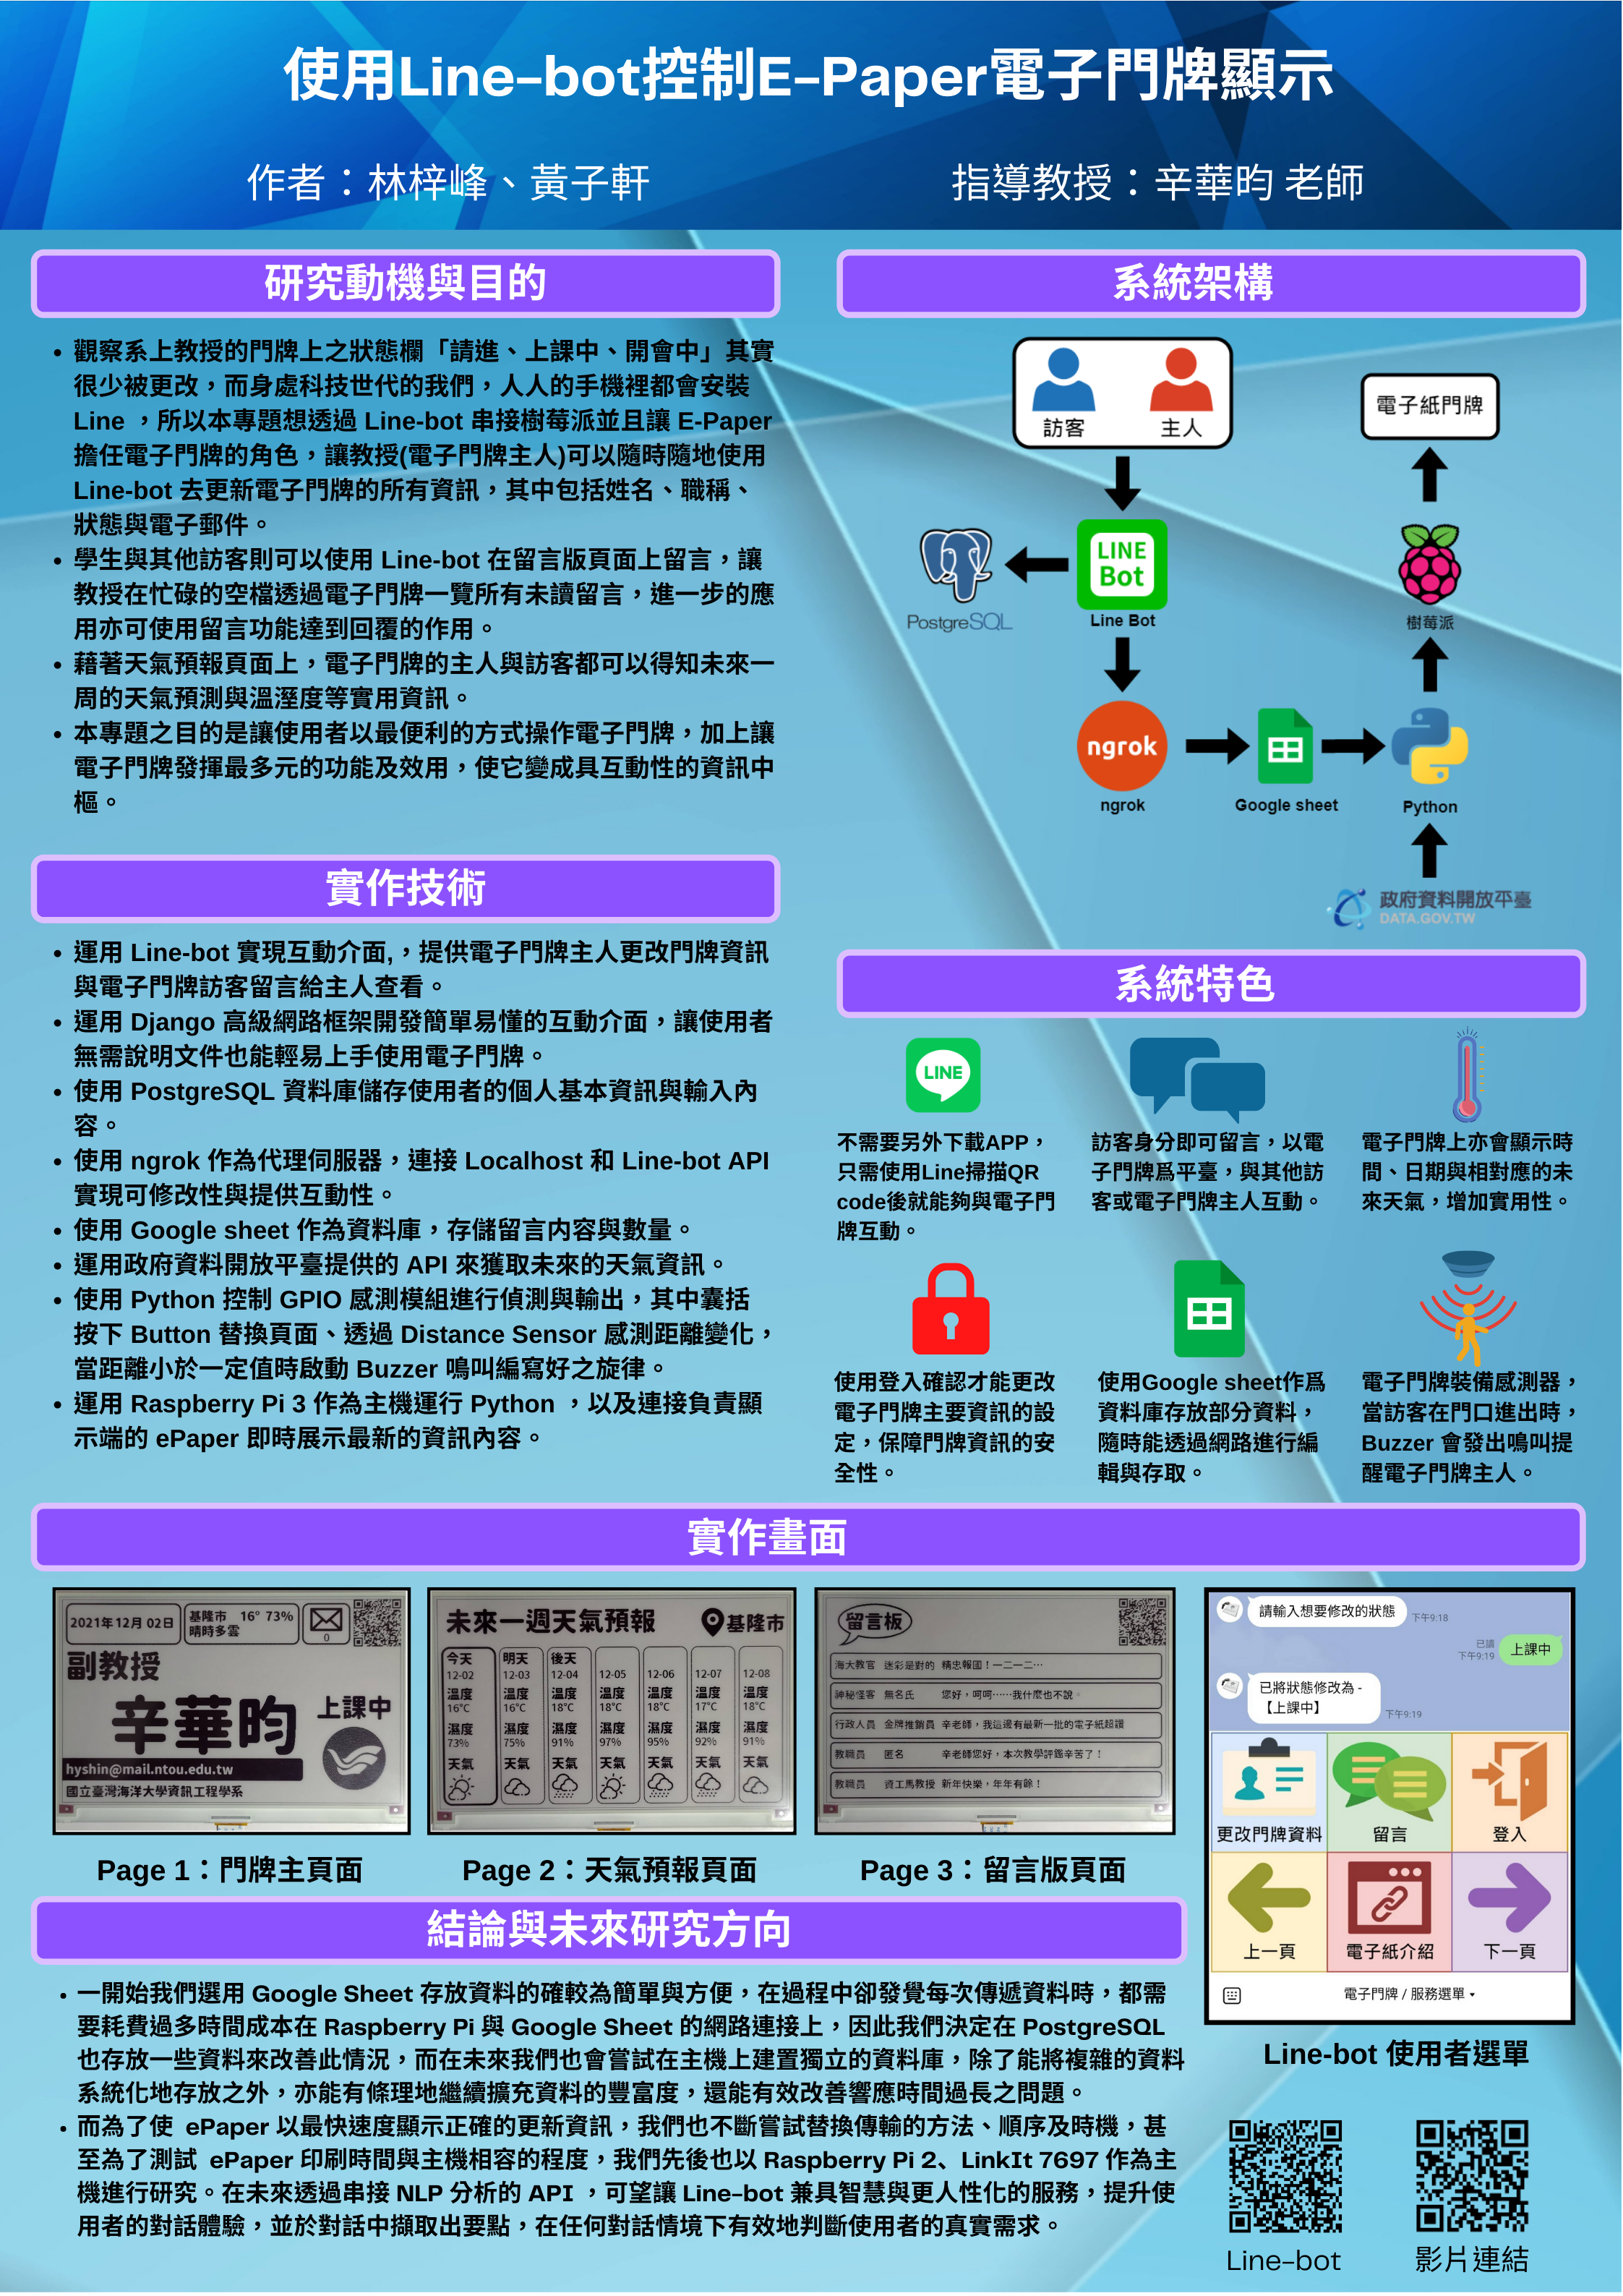 使用Line-bot控制E-Paper電子門牌顯示
作者：林梓峰、黃子軒
指導教授：辛華昀 老師
研究動機與目的
• 觀察系上教授的門牌上之狀態欄「請進、上課中、開會中」其實
很少被更改，而身處科技世代的我們，人人的手機裡都會安裝
Line ，所以本專題想透過 Line-bot 串接樹莓派並且讓 E-Paper
擔任電子門牌的角色，讓教授(電子門牌主人)可以隨時隨地使用
Line-bot 去更新電子門牌的所有資訊，其中包括姓名、職稱、
狀態與電子郵件。
• 學生與其他訪客則可以使用 Line-bot 在留言版頁面上留言，讓
教授在忙碌的空檔透過電子門牌一覽所有未讀留言，進一步的應
用亦可使用留言功能達到回覆的作用。
• 藉著天氣預報頁面上，電子門牌的主人與訪客都可以得知未來一
周的天氣預測與溫溼度等實用資訊。
• 本專題之目的是讓使用者以最便利的方式操作電子門牌，加上讓
電子門牌發揮最多元的功能及效用，使它變成具互動性的資訊中
樞。
實作技術
• 運用 Line-bot 實現互動介面,，提供電子門牌主人更改門牌資訊
與電子門牌訪客留言給主人查看。
• 運用 Django 高級網路框架開發簡單易懂的互動介面，讓使用者
無需說明文件也能輕易上手使用電子門牌。
• 使用 PostgreSQL 資料庫儲存使用者的個人基本資訊與輸入內
容。
• 使用 ngrok 作為代理伺服器，連接 Localhost 和 Line-bot API
實現可修改性與提供互動性。
• 使用 Google sheet 作為資料庫，存儲留言內容與數量。
• 運用政府資料開放平臺提供的 API 來獲取未來的天氣資訊。
• 使用 Python 控制 GPIO 感測模組進行偵測與輸出，其中囊括
按下 Button 替換頁面、透過 Distance Sensor 感測距離變化，
當距離小於一定值時啟動 Buzzer 鳴叫編寫好之旋律。
• 運用 Raspberry Pi 3 作為主機運行 Python ，以及連接負責顯
示端的 ePaper 即時展示最新的資訊內容。
系統架構
訪客
主人
電子紙門牌
LINE
Bot
Line Bot
PostgreSQL
樹莓派
ngrok
ngrok
Google sheet
Python
政府資料開放平臺
DATA.GOV.TW
系統特色
LINE
不需要另外下載APP，
只需使用Line掃描QR
code後就能夠與電子門
牌互動。
訪客身分即可留言，以電
子門牌爲平臺，與其他訪
客或電子門牌主人互動。
電子門牌上亦會顯示時
間、日期與相對應的未
來天氣，增加實用性。
使用登入確認才能更改
電子門牌主要資訊的設
定，保障門牌資訊的安
全性。
使用Google sheet作爲
資料庫存放部分資料，
隨時能透過網路進行編
輯與存取。
電子門牌裝備感測器，
當訪客在門口進出時，
Buzzer 會發出鳴叫提
醒電子門牌主人。
實作畫面
2021年12月 02日
基隆市 16° 73%
晴時多雲
0
副教授
辛華昀
上課中
hyshin@mail.ntou.edu.tw
國立臺灣海洋大學資訊工程學系
Page 1：門牌主頁面
未來一週天氣預報
基隆市
今天 明天 後天
12-02 12-03 12-04 12-05 12-06 12-07 12-08
溫度 溫度 溫度 溫度 溫度 溫度 溫度
16°C 16°C 18°C 18°C 18°C 17°C 18°C
濕度 濕度 濕度 濕度 濕度 濕度 濕度
73% 75% 91% 97% 95% 92% 91%
天氣 天氣 天氣 天氣 天氣 天氣 天氣
Page 2：天氣預報頁面
留言板
海大教官 迷彩是對的 精忠報國！一二一二…
神秘怪客 無名氏 您好，呵呵……我什麼也不說。
行政人員 金牌推銷員 辛老師，我這邊有最新一批的電子紙超讚
教職員 匿名 辛老師您好，本次教學評鑑辛苦了！
教職員 資工馬教授 新年快樂，年年有餘！
Page 3：留言版頁面
請輸入想要修改的狀態
下午9:18
已讀
下午9:19
上課中
已將狀態修改為 -
【上課中】
下午9:19
更改門牌資料
留言
登入
上一頁
電子紙介紹
下一頁
電子門牌 / 服務選單 ▾
Line-bot 使用者選單
結論與未來研究方向
• 一開始我們選用 Google Sheet 存放資料的確較為簡單與方便，在過程中卻發覺每次傳遞資料時，都需
要耗費過多時間成本在 Raspberry Pi 與 Google Sheet 的網路連接上，因此我們決定在 PostgreSQL
也存放一些資料來改善此情況，而在未來我們也會嘗試在主機上建置獨立的資料庫，除了能將複雜的資料
系統化地存放之外，亦能有條理地繼續擴充資料的豐富度，還能有效改善響應時間過長之問題。
• 而為了使 ePaper 以最快速度顯示正確的更新資訊，我們也不斷嘗試替換傳輸的方法、順序及時機，甚
至為了測試 ePaper 印刷時間與主機相容的程度，我們先後也以 Raspberry Pi 2、LinkIt 7697 作為主
機進行研究。在未來透過串接 NLP 分析的 API ，可望讓 Line-bot 兼具智慧與更人性化的服務，提升使
用者的對話體驗，並於對話中擷取出要點，在任何對話情境下有效地判斷使用者的真實需求。
Line-bot
影片連結